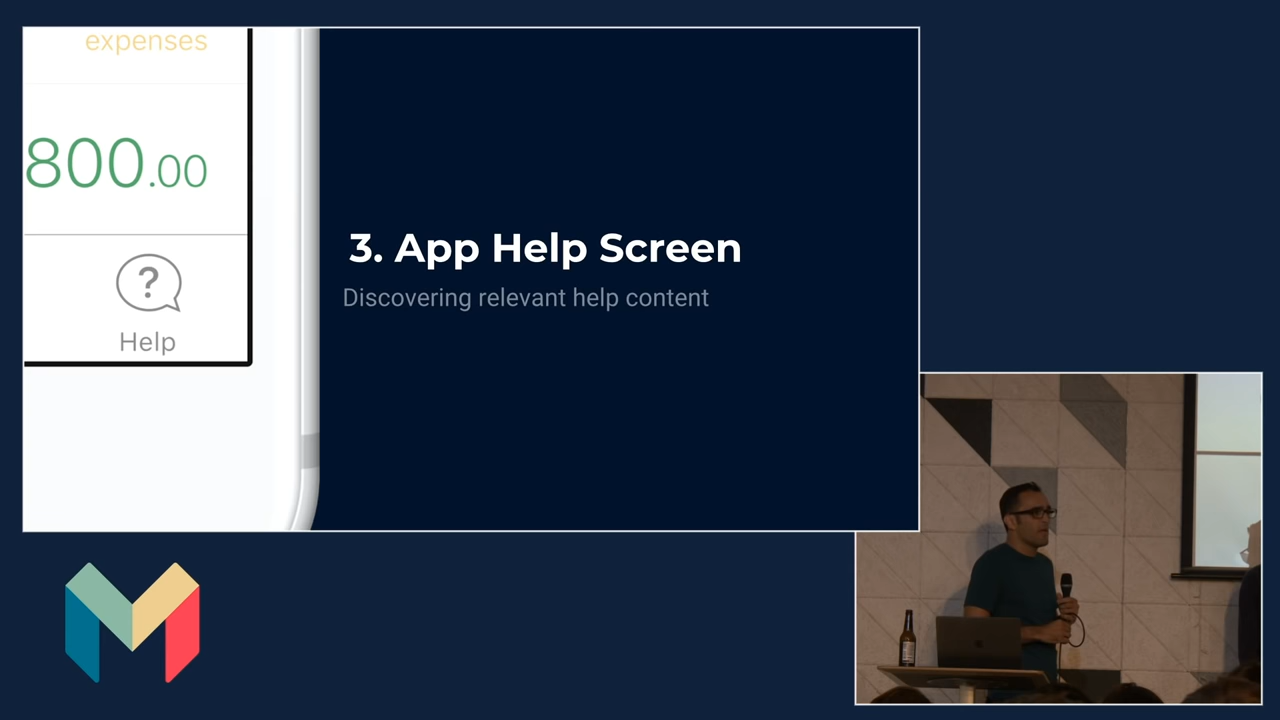 expenses
800.00
?
Help
3. App Help Screen
Discovering relevant help content